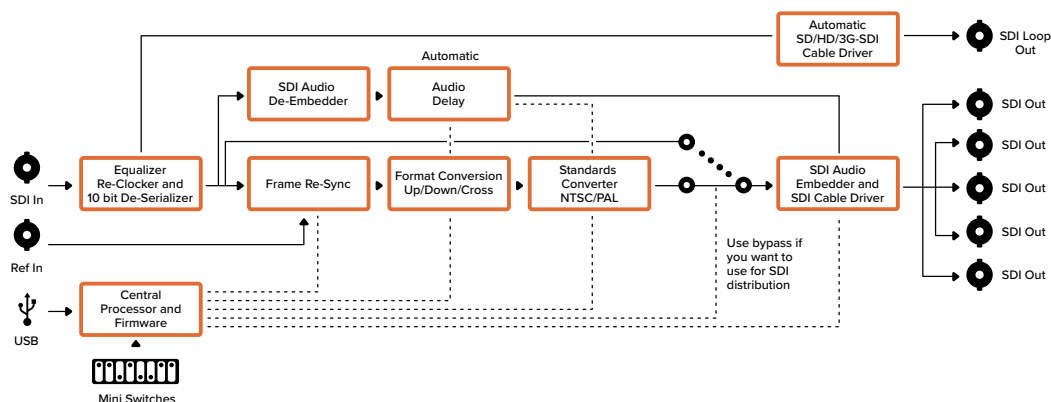 Automatic
SD/HD/3G-SDI
Cable Driver
SDI Loop
Out
Automatic
SDI Audio
De-Embedder
Audio
Delay
SDI Out
SDI Out
SDI In
Equalizer
Re-Clocker and
10 bit De-Serializer
Frame Re-Sync
Format Conversion
Up/Down/Cross
Standards
Converter
NTSC/PAL
SDI Audio
Embedder and
SDI Cable Driver
SDI Out
Ref In
Use bypass if
you want to
use for SDI
distribution
SDI Out
SDI Out
USB
Central
Processor and
Firmware
Mini Switches